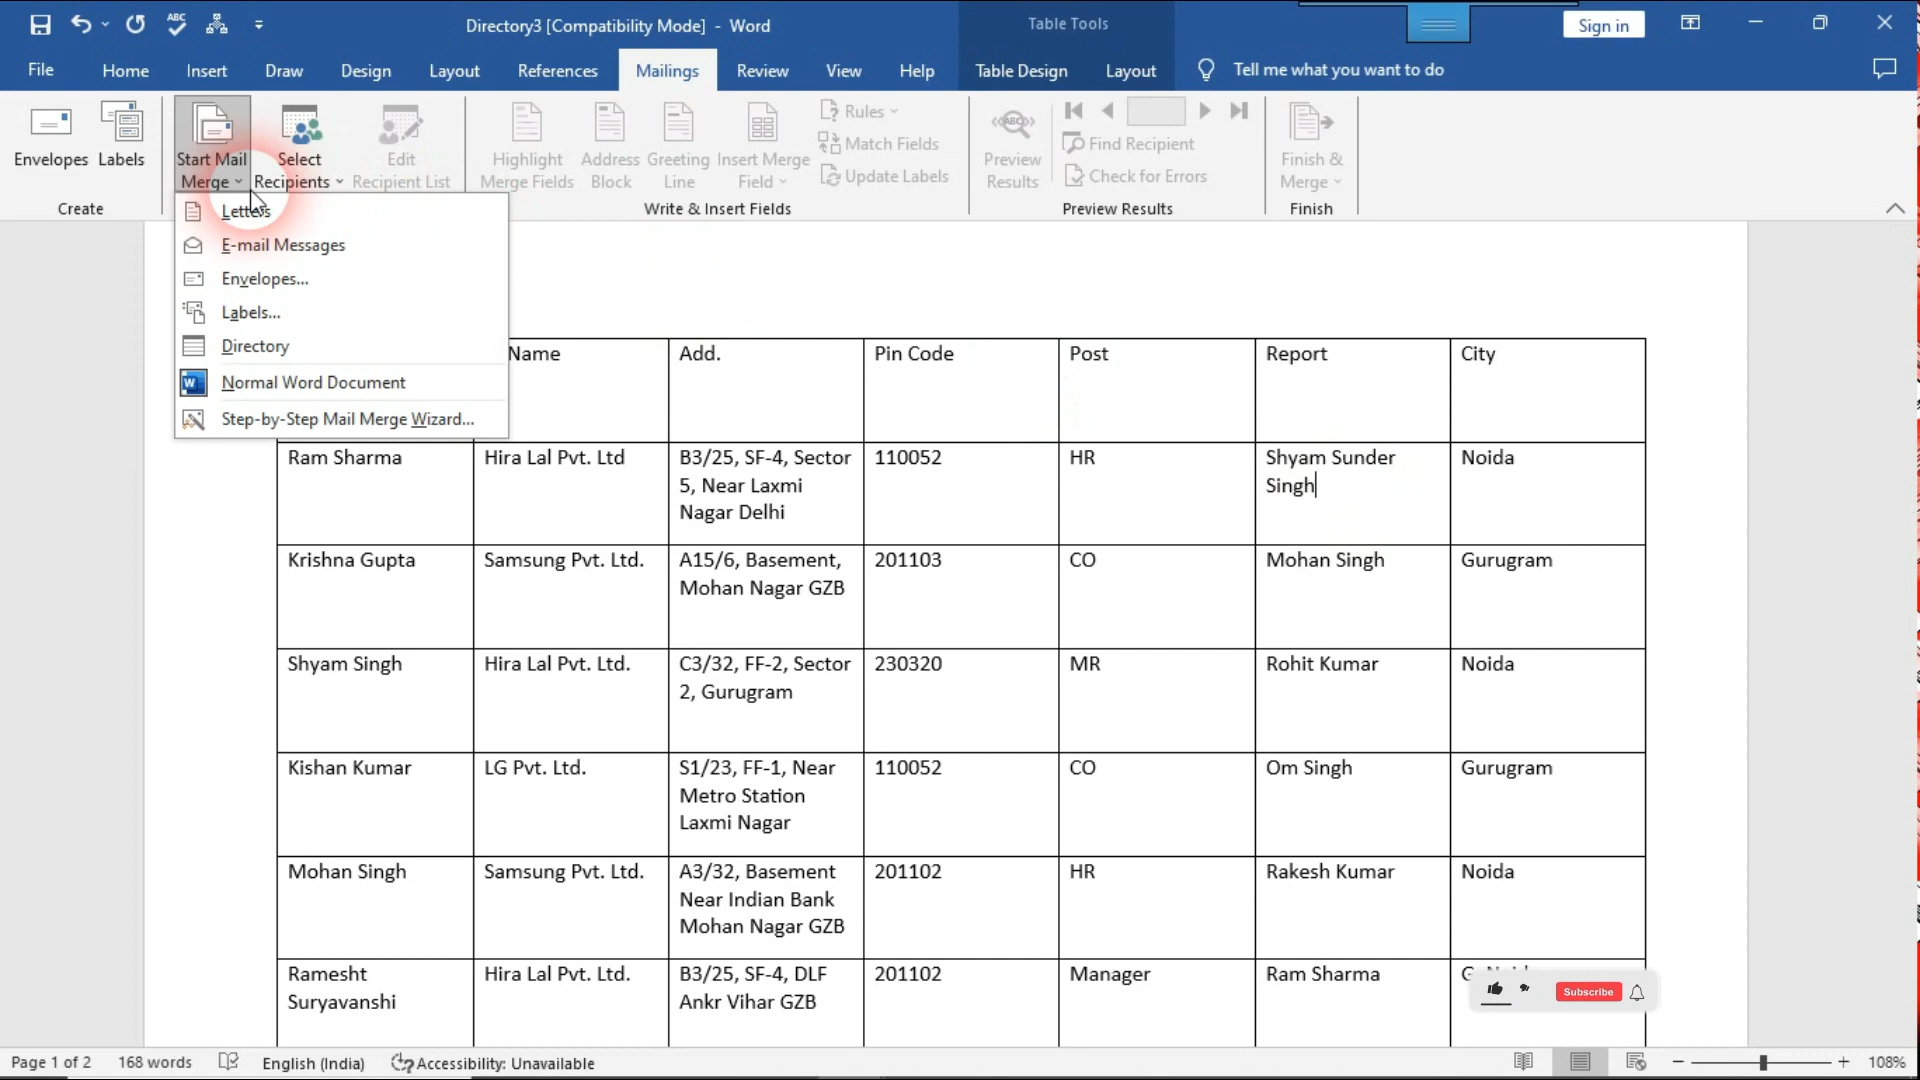 Directory3 [Compatibility Mode] - Word
Table Tools
Sign in
File Home Insert Draw Design Layout References Mailings Review View Help Table Design Layout Tell me what you want to do
Envelopes
Labels
Create
Start Mail
Merge
Select
Recipients
Edit
Recipient List
Highlight
Merge Fields
Address
Block
Greeting
Line
Insert Merge
Field
Rules
Match Fields
Update Labels
Write & Insert Fields
Preview
Results
Find Recipient
Check for Errors
Preview Results
Finish &
Merge
Finish
Letters
E-mail Messages
Envelopes...
Labels...
Directory
Normal Word Document
Step-by-Step Mail Merge Wizard...
Name Add. Pin Code Post Report City
Ram Sharma Hira Lal Pvt. Ltd B3/25, SF-4, Sector 110052 HR Shyam Sunder Noida
5, Near Laxmi Singh
Nagar Delhi
Krishna Gupta Samsung Pvt. Ltd. A15/6, Basement, 201103 CO Mohan Singh Gurugram
Mohan Nagar GZB
Shyam Singh Hira Lal Pvt. Ltd. C3/32, FF-2, Sector 230320 MR Rohit Kumar Noida
2, Gurugram
Kishan Kumar LG Pvt. Ltd. S1/23, FF-1, Near 110052 CO Om Singh Gurugram
Metro Station
Laxmi Nagar
Mohan Singh Samsung Pvt. Ltd. A3/32, Basement 201102 HR Rakesh Kumar Noida
Near Indian Bank
Mohan Nagar GZB
Ramesht Hira Lal Pvt. Ltd. B3/25, SF-4, DLF 201102 Manager Ram Sharma
Suryavanshi Ankr Vihar GZB
Subscribe
Page 1 of 2 168 words English (India) Accessibility: Unavailable 108%